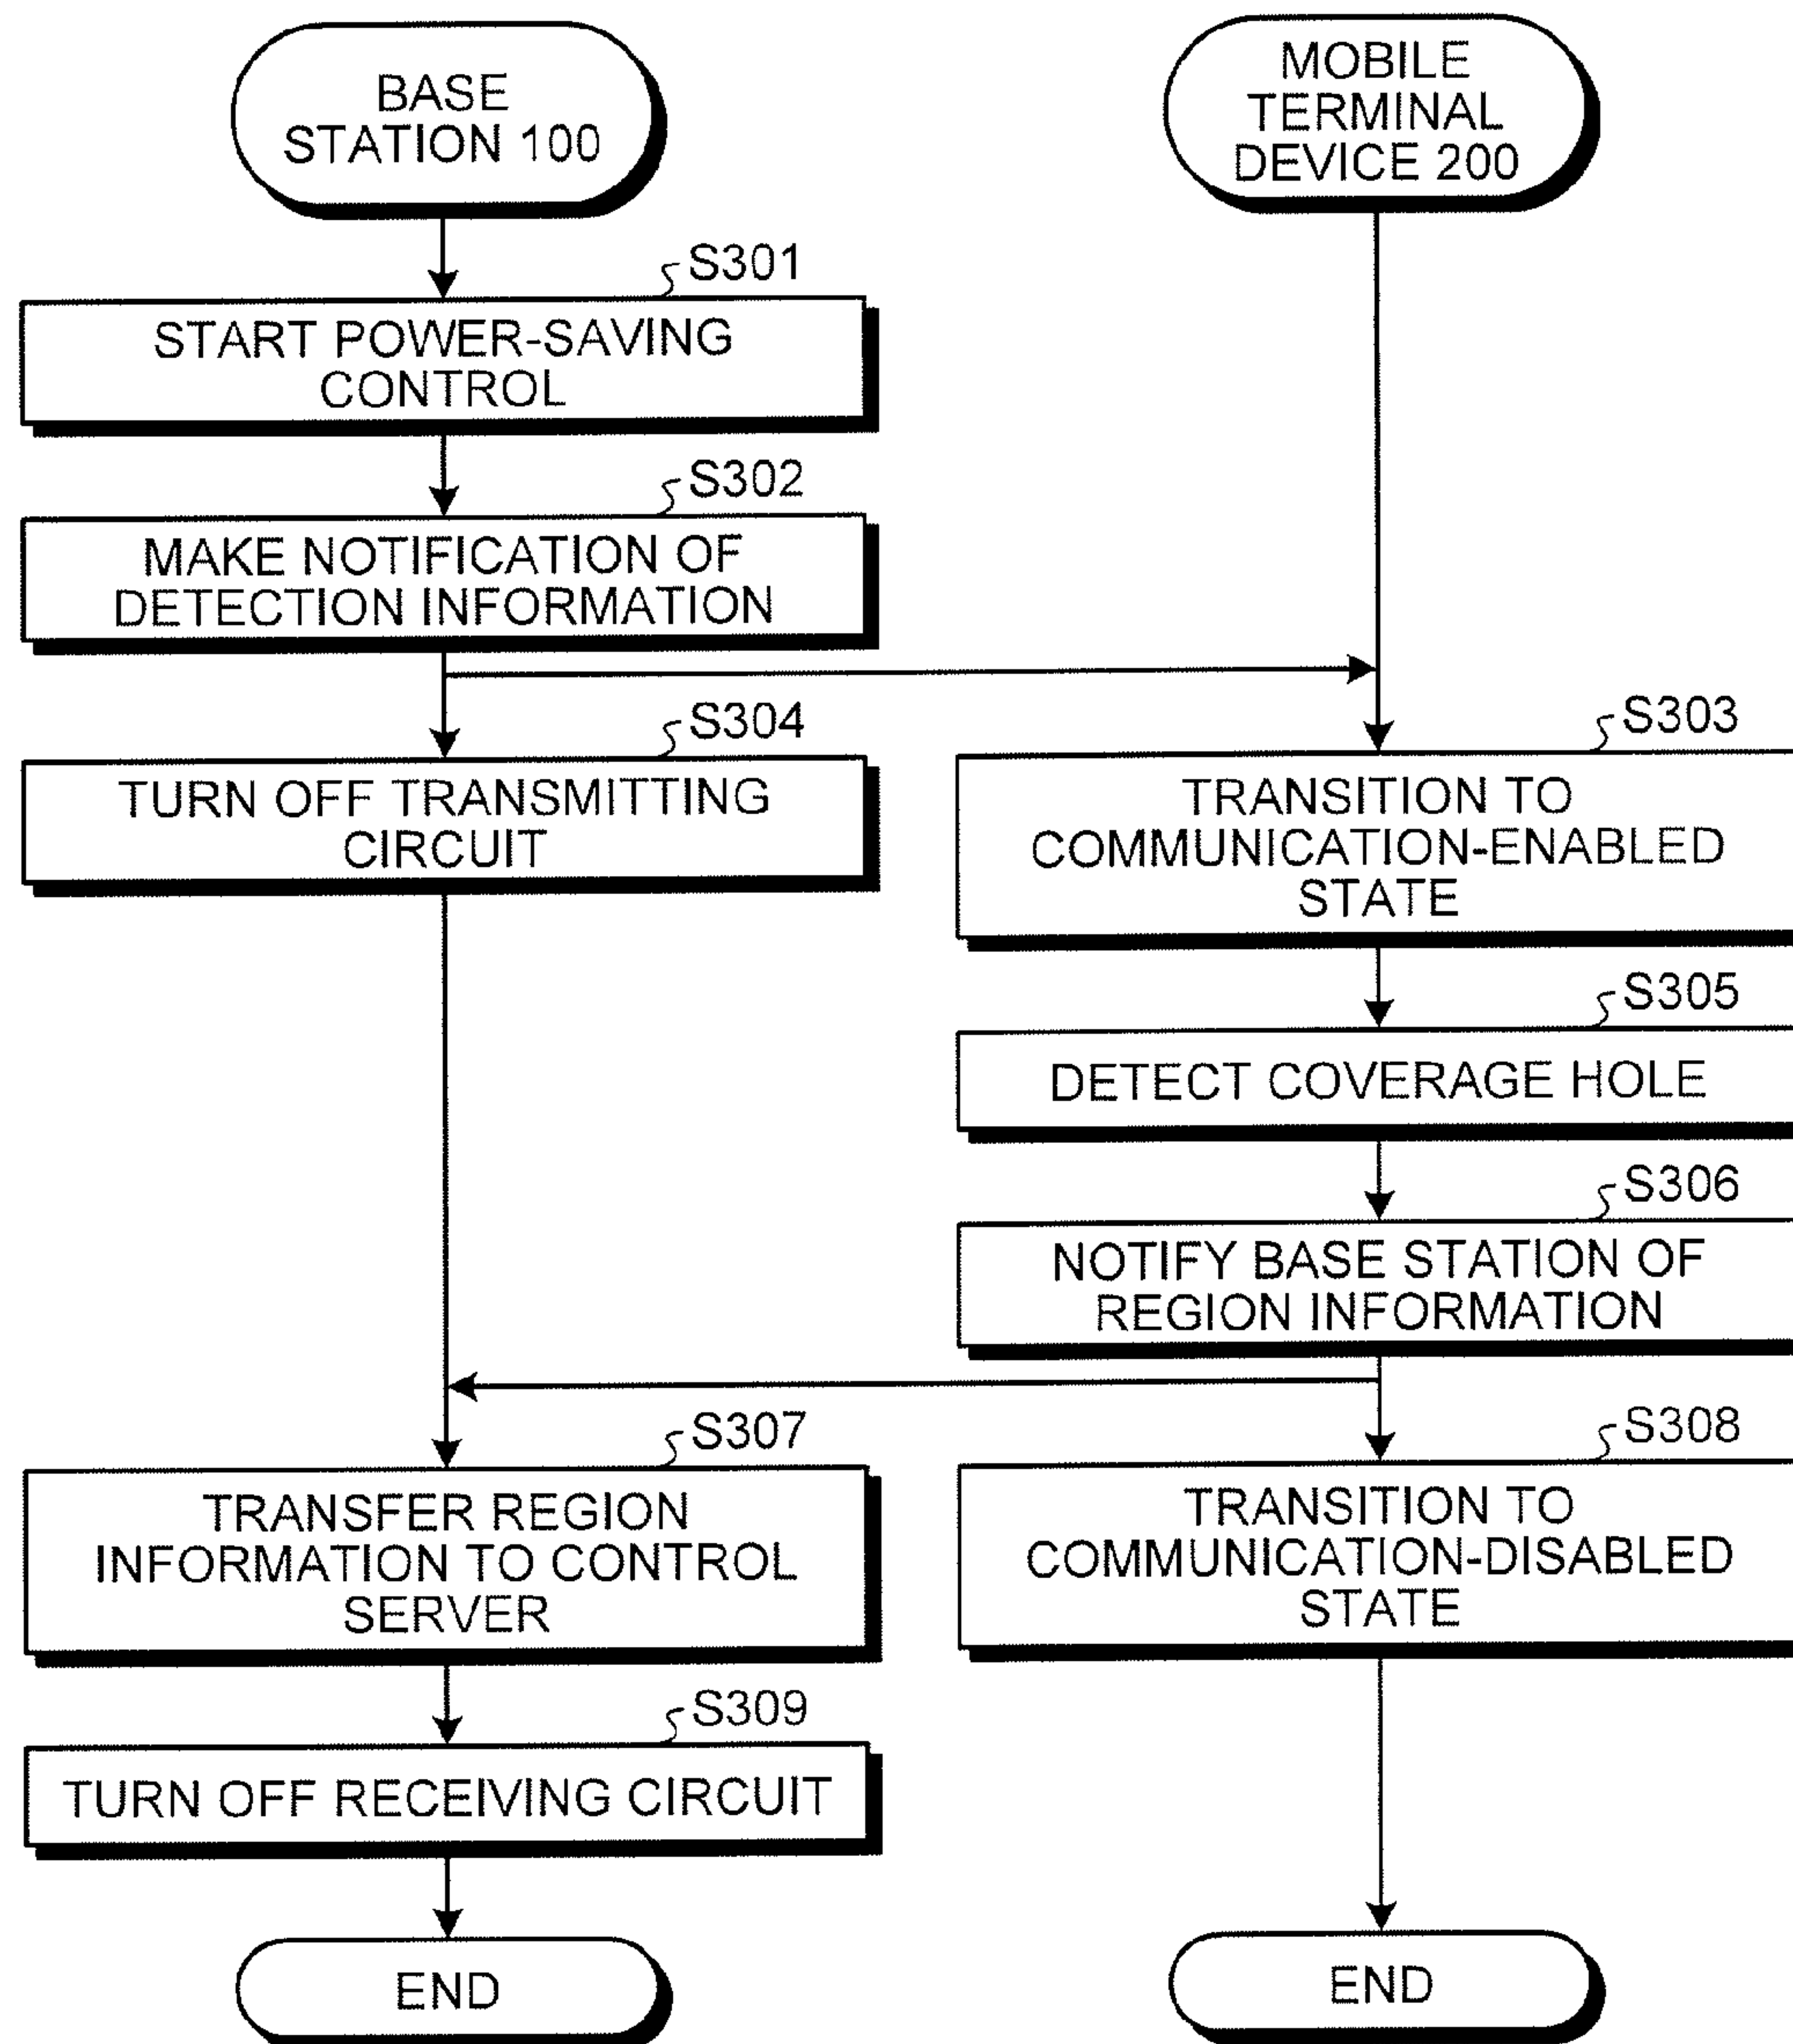 BASE
STATION 100
MOBILE
TERMINAL
DEVICE 200
S301
START POWER-SAVING
CONTROL
S302
MAKE NOTIFICATION OF
DETECTION INFORMATION
S304
TURN OFF TRANSMITTING
CIRCUIT
S303
TRANSITION TO
COMMUNICATION-ENABLED
STATE
S305
DETECT COVERAGE HOLE
S306
NOTIFY BASE STATION OF
REGION INFORMATION
S307
TRANSFER REGION
INFORMATION TO CONTROL
SERVER
S308
TRANSITION TO
COMMUNICATION-DISABLED
STATE
S309
TURN OFF RECEIVING CIRCUIT
END
END